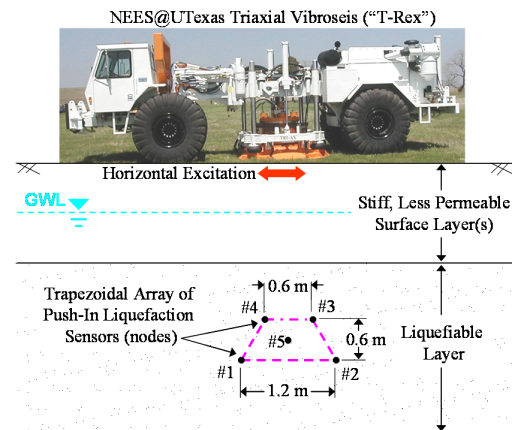 NEES@UTexas Triaxial Vibroseis (“T-Rex”)
Horizontal Excitation
GWL
Stiff, Less Permeable
Surface Layer(s)
0.6 m
Trapezoidal Array of
Push-In Liquefaction
Sensors (nodes)
#4
#3
#5
0.6 m
Liquefiable
Layer
#1
#2
1.2 m